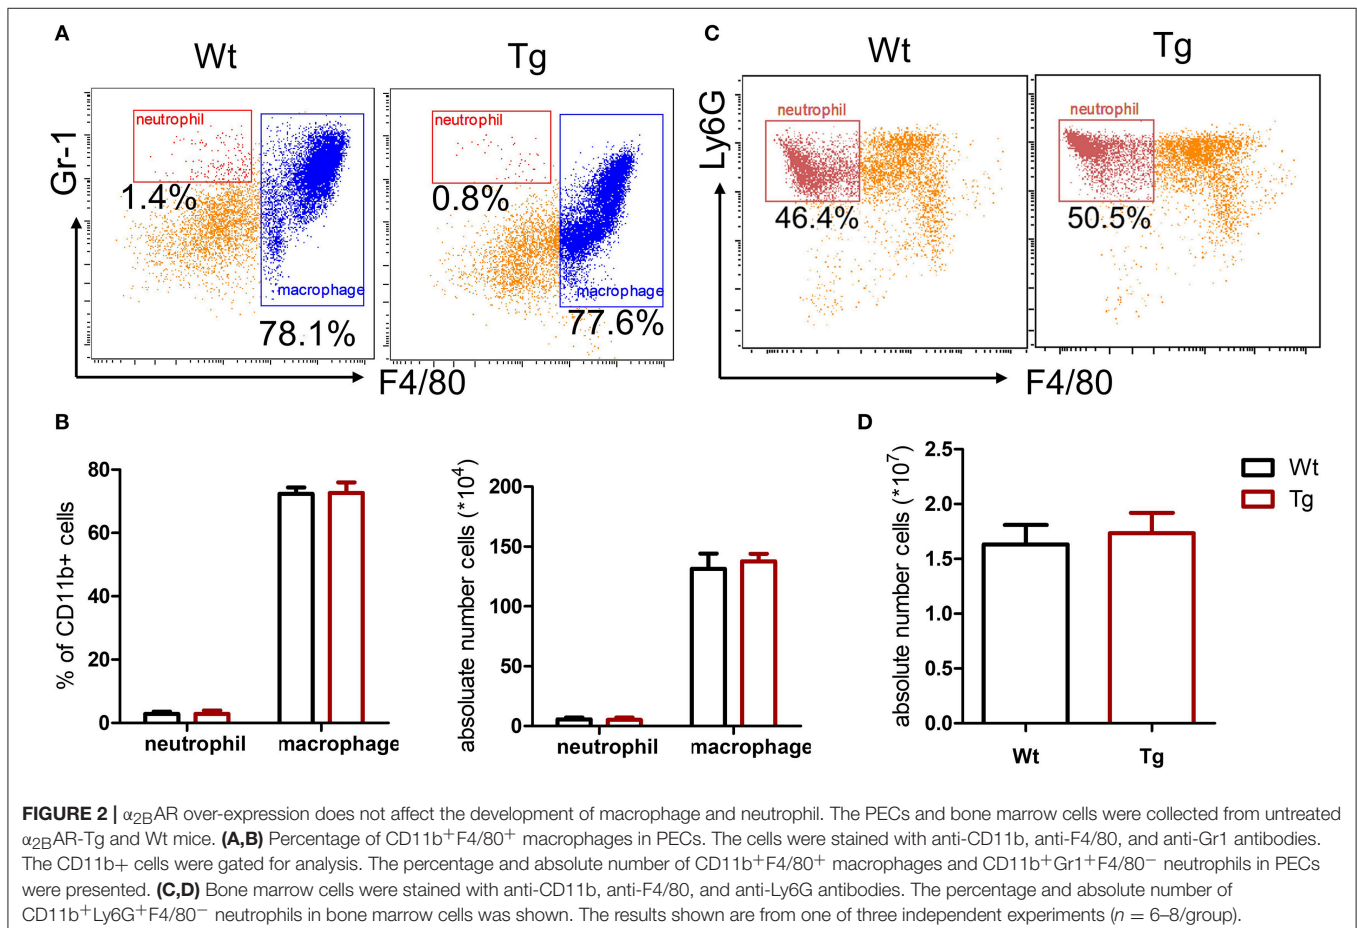 A
Wt
Tg
Gr-1
neutrophil
1.4%
macrophage
78.1%
neutrophil
0.8%
macrophage
77.6%
F4/80
C
Wt
Tg
Ly6G
neutrophil
46.4%
neutrophil
50.5%
F4/80
B
% of CD11b+ cells
80
60
40
20
0
neutrophil
macrophage
absoluate number cells (*10⁴)
200
150
100
50
0
neutrophil
macrophage
D
absolute number cells (*10⁷)
2.5
2.0
1.5
1.0
0.5
0.0
Wt
Tg
Wt
Tg
FIGURE 2 | α₂BAR over-expression does not affect the development of macrophage and neutrophil. The PECs and bone marrow cells were collected from untreated
α₂BAR-Tg and Wt mice. (A,B) Percentage of CD11b⁺F4/80⁺ macrophages in PECs. The cells were stained with anti-CD11b, anti-F4/80, and anti-Gr1 antibodies.
The CD11b+ cells were gated for analysis. The percentage and absolute number of CD11b⁺F4/80⁺ macrophages and CD11b⁺Gr1⁺F4/80⁻ neutrophils in PECs
were presented. (C,D) Bone marrow cells were stained with anti-CD11b, anti-F4/80, and anti-Ly6G antibodies. The percentage and absolute number of
CD11b⁺Ly6G⁺F4/80⁻ neutrophils in bone marrow cells was shown. The results shown are from one of three independent experiments (n = 6–8/group).